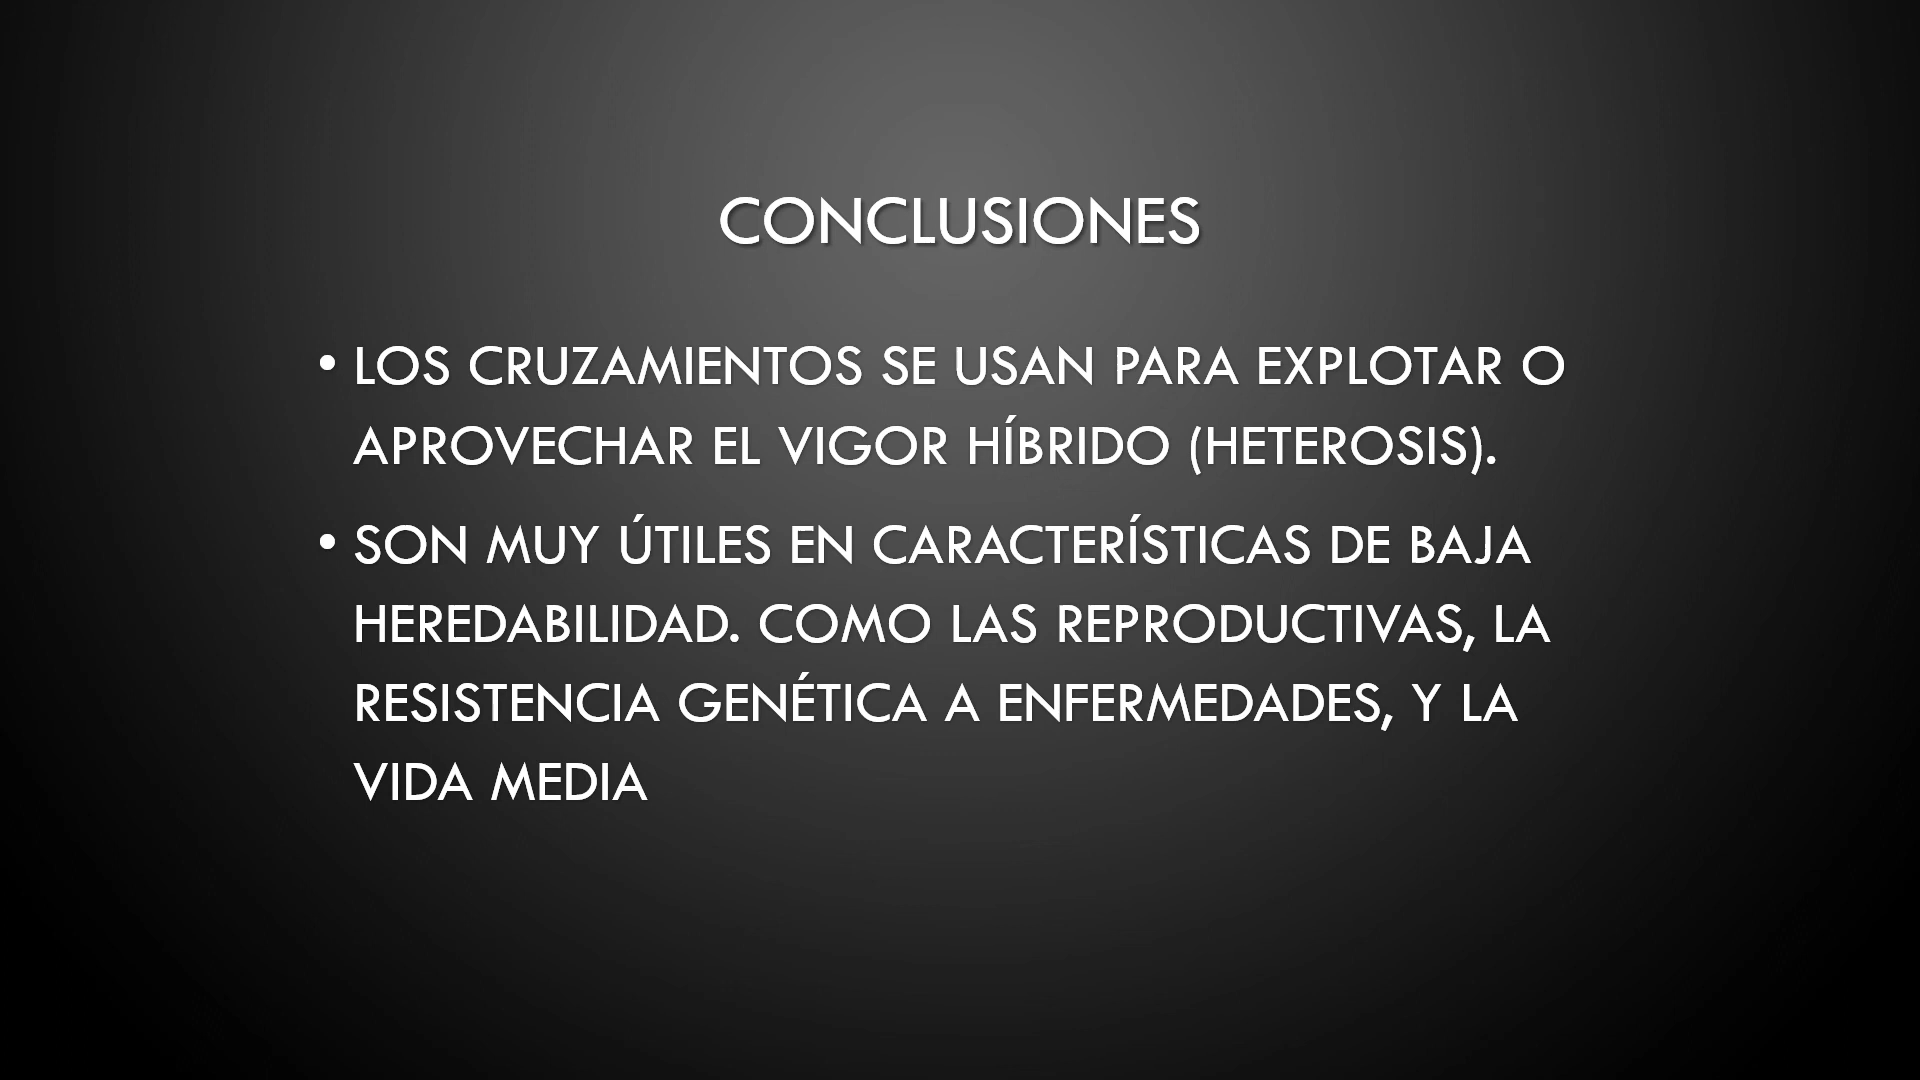 CONCLUSIONES
• LOS CRUZAMIENTOS SE USAN PARA EXPLOTAR O
APROVECHAR EL VIGOR HÍBRIDO (HETEROSIS).
• SON MUY ÚTILES EN CARACTERÍSTICAS DE BAJA
HEREDABILIDAD. COMO LAS REPRODUCTIVAS, LA
RESISTENCIA GENÉTICA A ENFERMEDADES, Y LA
VIDA MEDIA